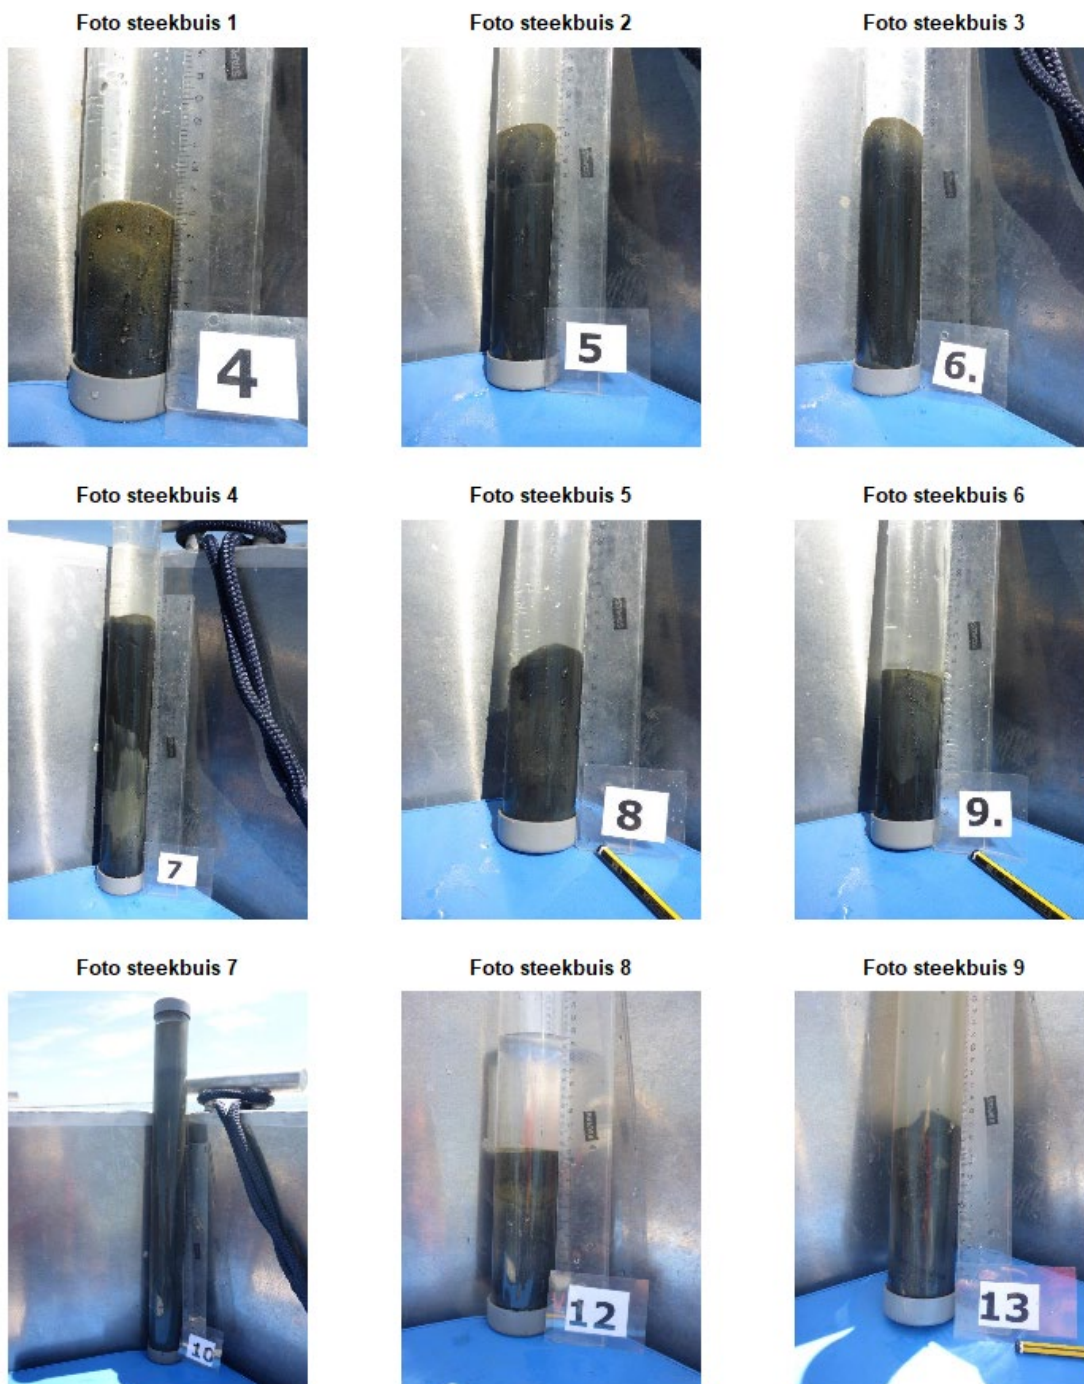 Foto steekbuis 1
Foto steekbuis 2
Foto steekbuis 3
4
5
6.
Foto steekbuis 4
Foto steekbuis 5
Foto steekbuis 6
7
8
9.
Foto steekbuis 7
Foto steekbuis 8
Foto steekbuis 9
10
12
13